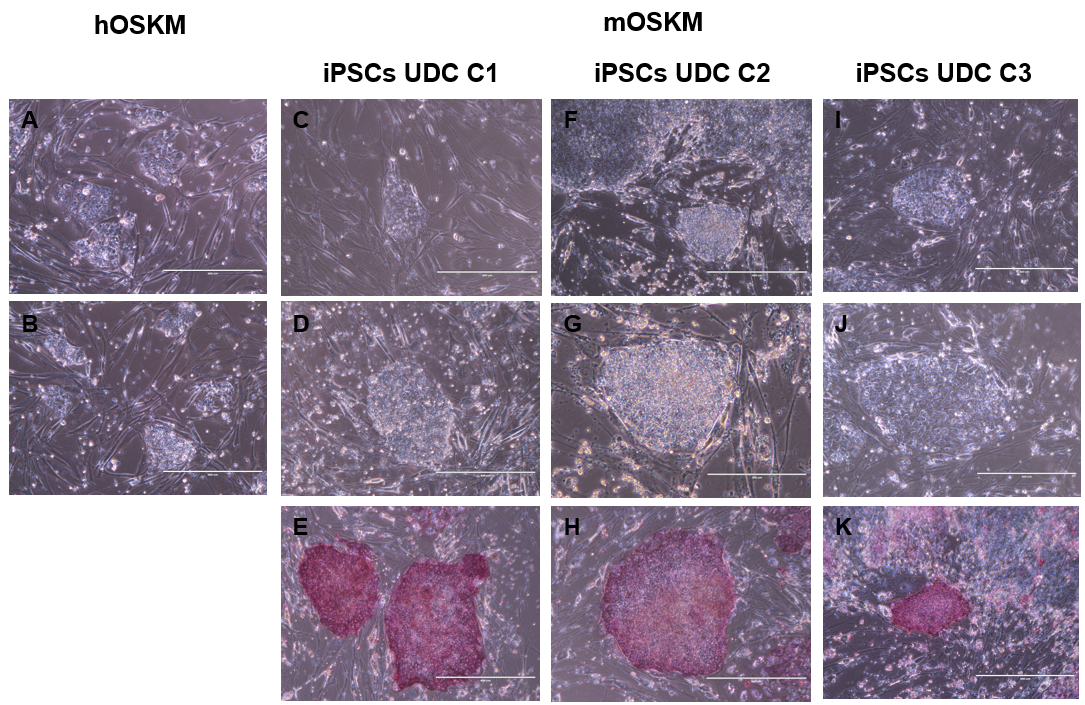 hOSKM
mOSKM
iPSCs UDC C1
iPSCs UDC C2
iPSCs UDC C3
A
C
F
I
B
D
G
J
E
H
K